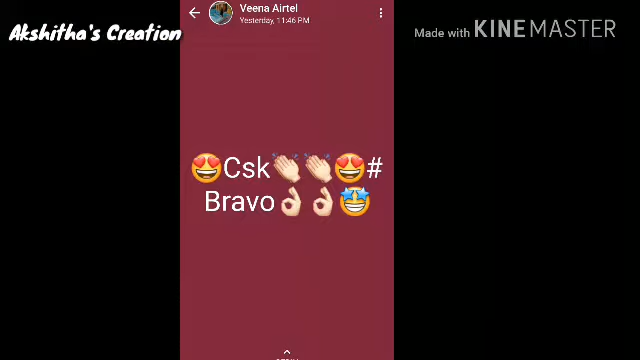 Akshitha's Creation
Veena Airtel
Yesterday, 11:46 PM
Made with KINEMASTER
😍Csk👏🏻👏🏻😍#
Bravo👌🏻👌🏻🤩